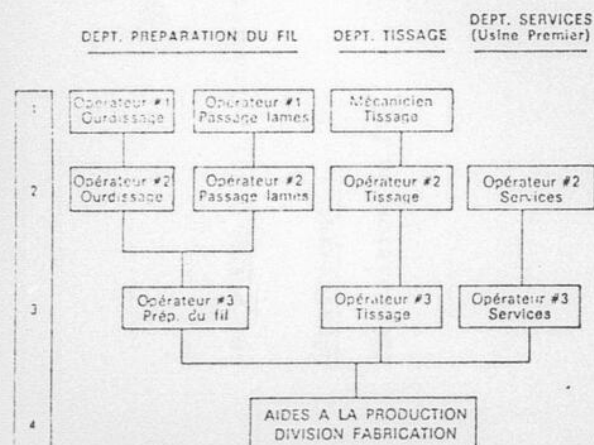 DEPT. PREPARATION DU FIL
DEPT. TISSAGE
DEPT. SERVICES
(Usine Premier)
1
Opérateur #1
Ourdissage
Opérateur #1
Passage lames
Mécanicien
Tissage
2
Opérateur #2
Ourdissage
Opérateur #2
Passage lames
Opérateur #2
Tissage
Opérateur #2
Services
3
Opérateur #3
Prép. du fil
Opérateur #3
Tissage
Opérateur #3
Services
4
AIDES A LA PRODUCTION
DIVISION FABRICATION